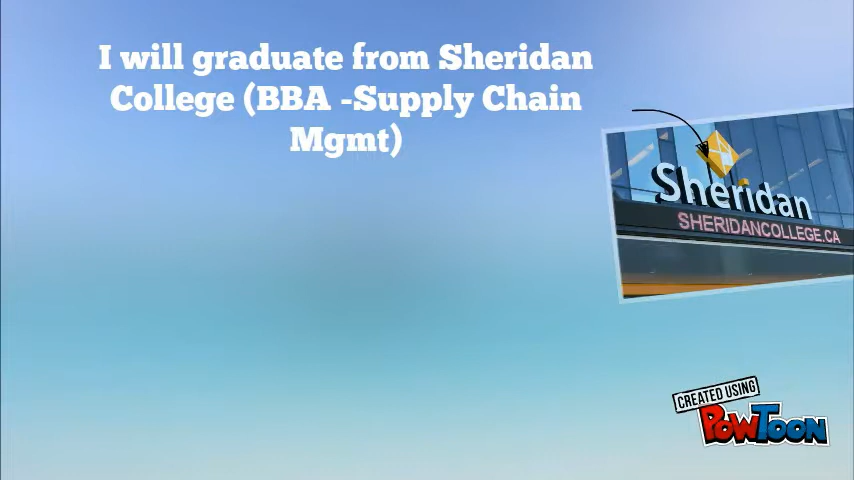 I will graduate from Sheridan
College (BBA -Supply Chain
Mgmt)
Sheridan
SHERIDANCOLLEGE.CA
CREATED USING
POWTOON